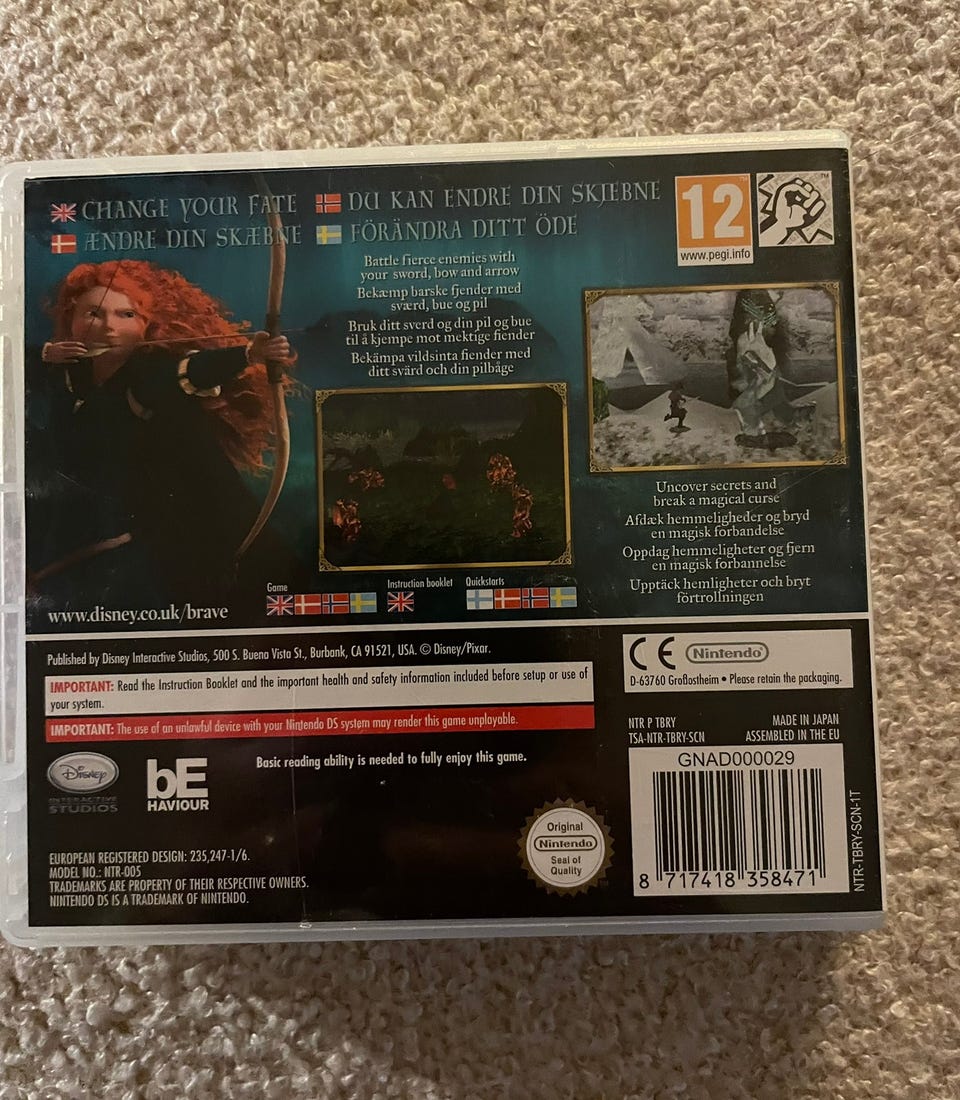 CHANGE YOUR FATE
ÆNDRE DIN SKÆBNE
DU KAN ENDRE DIN SKJEBNE
FÖRÄNDRA DITT ÖDE
12
www.pegi.info
Battle fierce enemies with
your sword, bow and arrow
Bekæmp barske fjender med
sværd, bue og pil
Bruk ditt sverd og din pil og bue
til å kjempe mot mektige fiender
Bekämpa vildsinta fiender med
ditt svärd och din pilbåge
Uncover secrets and
break a magical curse
Afdæk hemmeligheder og bryd
en magisk forbandelse
Oppdag hemmeligheter og fjern
en magisk forbannelse
Upptäck hemligheter och bryt
förtrollningen
Game
Instruction booklet
Quickstarts
www.disney.co.uk/brave
Published by Disney Interactive Studios, 500 S. Buena Vista St., Burbank, CA 91521, USA. © Disney/Pixar.
IMPORTANT: Read the Instruction Booklet and the important health and safety information included before setup or use of
your system.
IMPORTANT: The use of an unlawful device with your Nintendo DS system may render this game unplayable.
CE Nintendo
D-63760 Großostheim • Please retain the packaging.
NTR P TBRY
TSA-NTR-TBRY-SCN
MADE IN JAPAN
ASSEMBLED IN THE EU
Disney
INTERACTIVE
STUDIOS
bE
HAVIOUR
Basic reading ability is needed to fully enjoy this game.
Original
Nintendo
Seal of
Quality
GNAD000029
8 717418 358471
NTR-TBRY-SCN-1T
EUROPEAN REGISTERED DESIGN: 235,247-1/6.
MODEL NO.: NTR-005
TRADEMARKS ARE PROPERTY OF THEIR RESPECTIVE OWNERS.
NINTENDO DS IS A TRADEMARK OF NINTENDO.